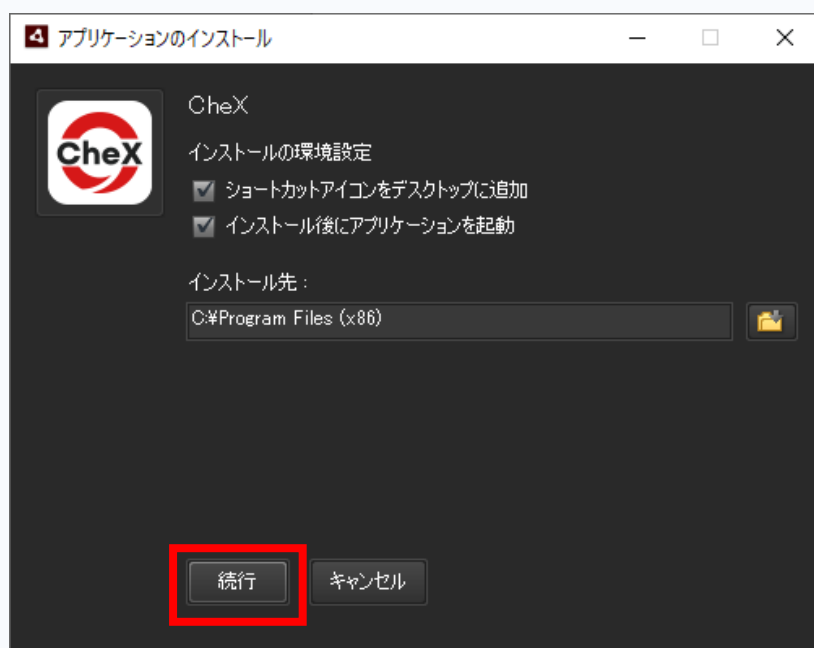 アプリケーションのインストール
CheX
CheX
インストールの環境設定
ショートカットアイコンをデスクトップに追加
インストール後にアプリケーションを起動
インストール先：
C:¥Program Files (x86)
続行
キャンセル